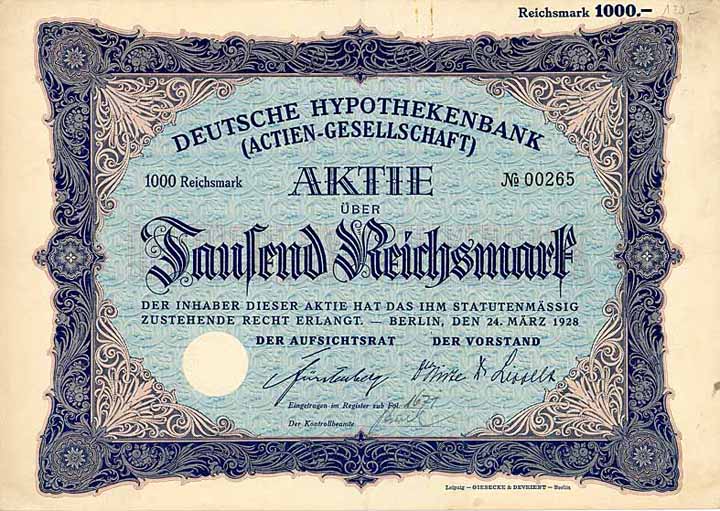 Reichsmark 1000.–
DEUTSCHE HYPOTHEKENBANK
(ACTIEN-GESELLSCHAFT)
1000 Reichsmark
AKTIE
№ 00265
ÜBER
Tausend Reichsmark
DER INHABER DIESER AKTIE HAT DAS IHM STATUTENMÄSSIG
ZUSTEHENDE RECHT ERLANGT. — BERLIN, DEN 24. MÄRZ 1928
DER AUFSICHTSRAT DER VORSTAND
Fürstenberg
Eingetragen im Register sub Fol.
Der Kontrollbeamte
Leipzig — GIESECKE & DEVRIENT — Berlin